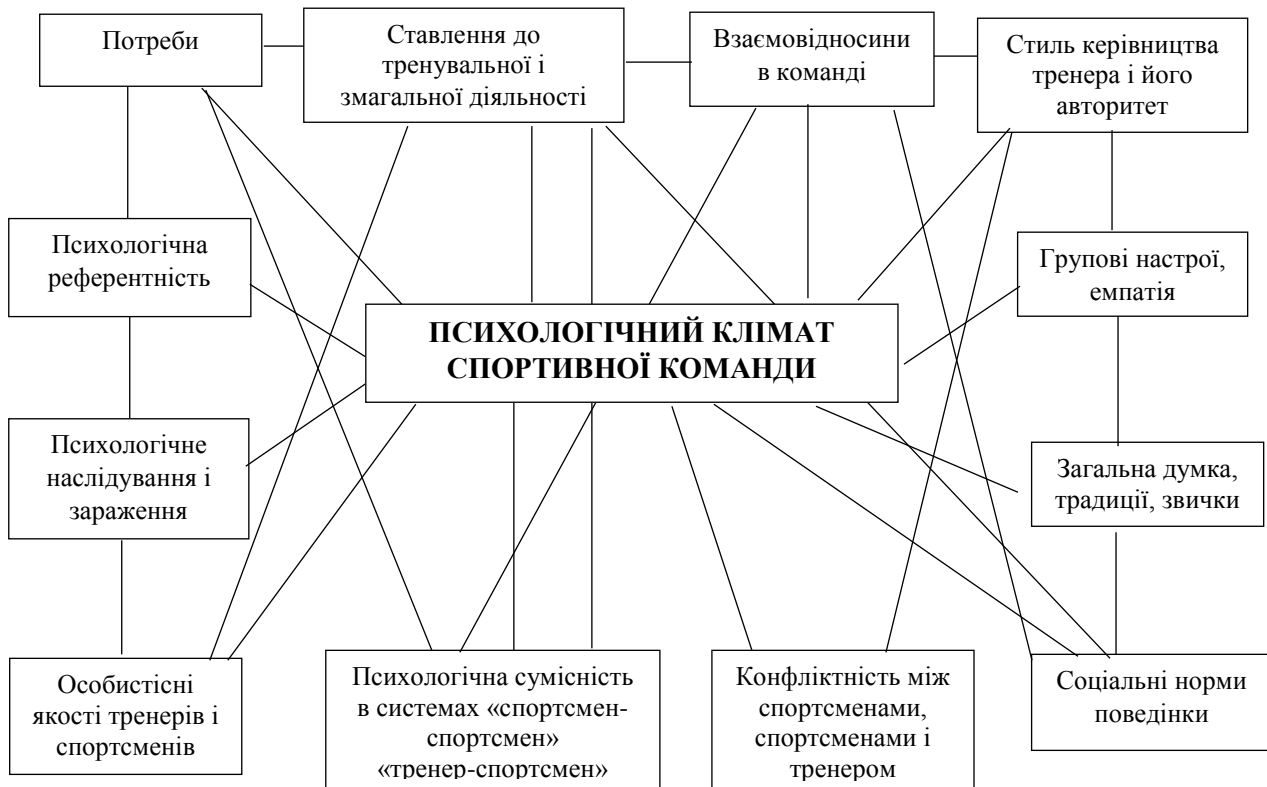 Потреби
Ставлення до
тренувальної і
змагальної діяльності
Взаємовідносини
в команді
Стиль керівництва
тренера і його
авторитет
Психологічна
референтність
Групові настрої,
емпатія
ПСИХОЛОГІЧНИЙ КЛІМАТ
СПОРТИВНОЇ КОМАНДИ
Психологічне
наслідування і
зараження
Загальна думка,
традиції, звички
Особистісні
якості тренерів і
спортсменів
Психологічна сумісність
в системах «спортсмен-
спортсмен»
«тренер-спортсмен»
Конфліктність між
спортсменами,
спортсменами і
тренером
Соціальні норми
поведінки